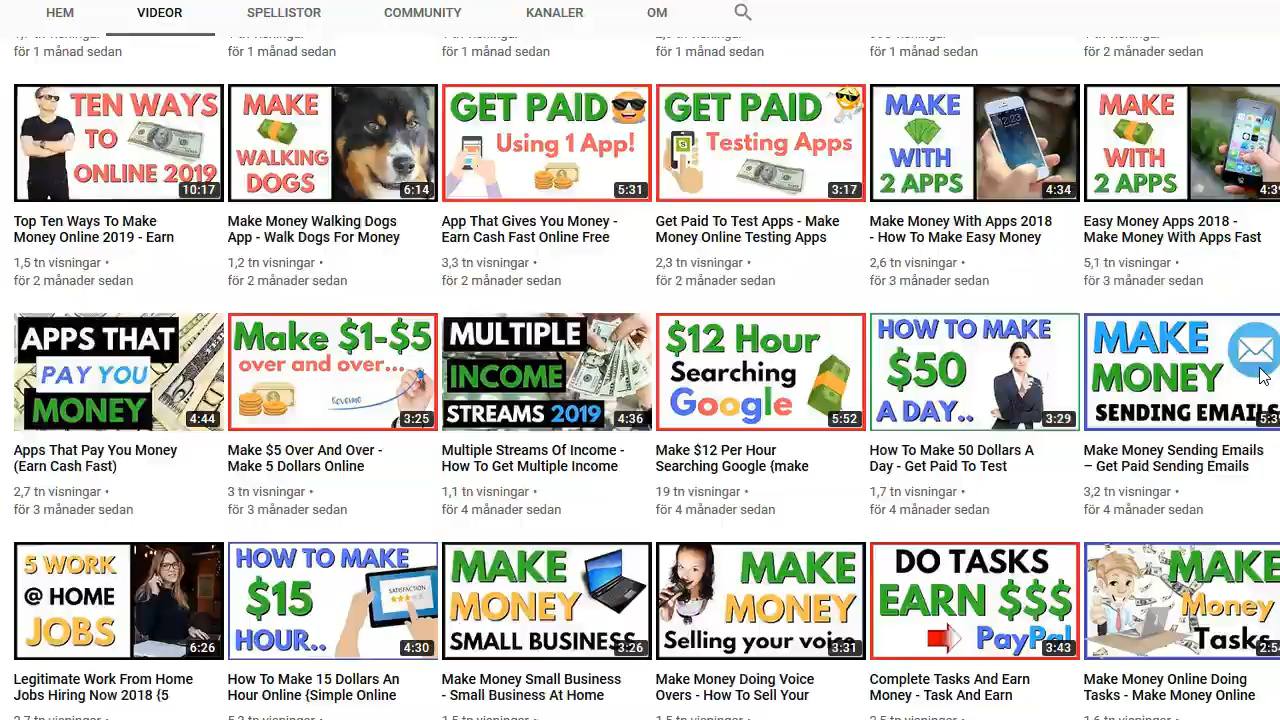 HEM VIDEOR SPELLISTOR COMMUNITY KANALER OM
för 1 månad sedan för 1 månad sedan för 1 månad sedan för 1 månad sedan för 1 månad sedan för 2 månader sedan
TEN WAYS TO ONLINE 2019 10:17
MAKE WALKING DOGS 6:14
GET PAID Using 1 App! 5:31
GET PAID Testing Apps 3:17
MAKE WITH 2 APPS 4:34
MAKE WITH 2 APPS
Top Ten Ways To Make Make Money Walking Dogs App That Gives You Money - Get Paid To Test Apps - Make Make Money With Apps 2018 Easy Money Apps 2018 -
Money Online 2019 - Earn App - Walk Dogs For Money Earn Cash Fast Online Free Money Online Testing Apps - How To Make Easy Money Make Money With Apps Fast
1,5 tn visningar • 1,2 tn visningar • 3,3 tn visningar • 2,3 tn visningar • 2,6 tn visningar • 5,1 tn visningar •
för 2 månader sedan för 2 månader sedan för 2 månader sedan för 2 månader sedan för 3 månader sedan för 3 månader sedan
APPS THAT PAY YOU MONEY 4:44
Make $1-$5 over and over... Revenue 3:25
MULTIPLE INCOME STREAMS 2019 4:36
$12 Hour Searching Google 5:52
HOW TO MAKE $50 A DAY.. 3:29
MAKE MONEY SENDING EMAILS
Apps That Pay You Money Make $5 Over And Over - Multiple Streams Of Income - Make $12 Per Hour How To Make 50 Dollars A Make Money Sending Emails
(Earn Cash Fast) Make 5 Dollars Online How To Get Multiple Income Searching Google {make Day - Get Paid To Test – Get Paid Sending Emails
2,7 tn visningar • 3 tn visningar • 1,1 tn visningar • 19 tn visningar • 1,7 tn visningar • 3,2 tn visningar •
för 3 månader sedan för 3 månader sedan för 4 månader sedan för 4 månader sedan för 4 månader sedan för 4 månader sedan
5 WORK @ HOME JOBS 6:26
HOW TO MAKE $15 HOUR.. SATISFACTION 4:30
MAKE MONEY SMALL BUSINESS 3:26
MAKE MONEY Selling your voice 3:31
DO TASKS EARN $$$ PayPal 3:43
MAKE Money Tasks
Legitimate Work From Home How To Make 15 Dollars An Make Money Small Business Make Money Doing Voice Complete Tasks And Earn Make Money Online Doing
Jobs Hiring Now 2018 {5 Hour Online {Simple Online - Small Business At Home Overs - How To Sell Your Money - Task And Earn Tasks - Make Money Online